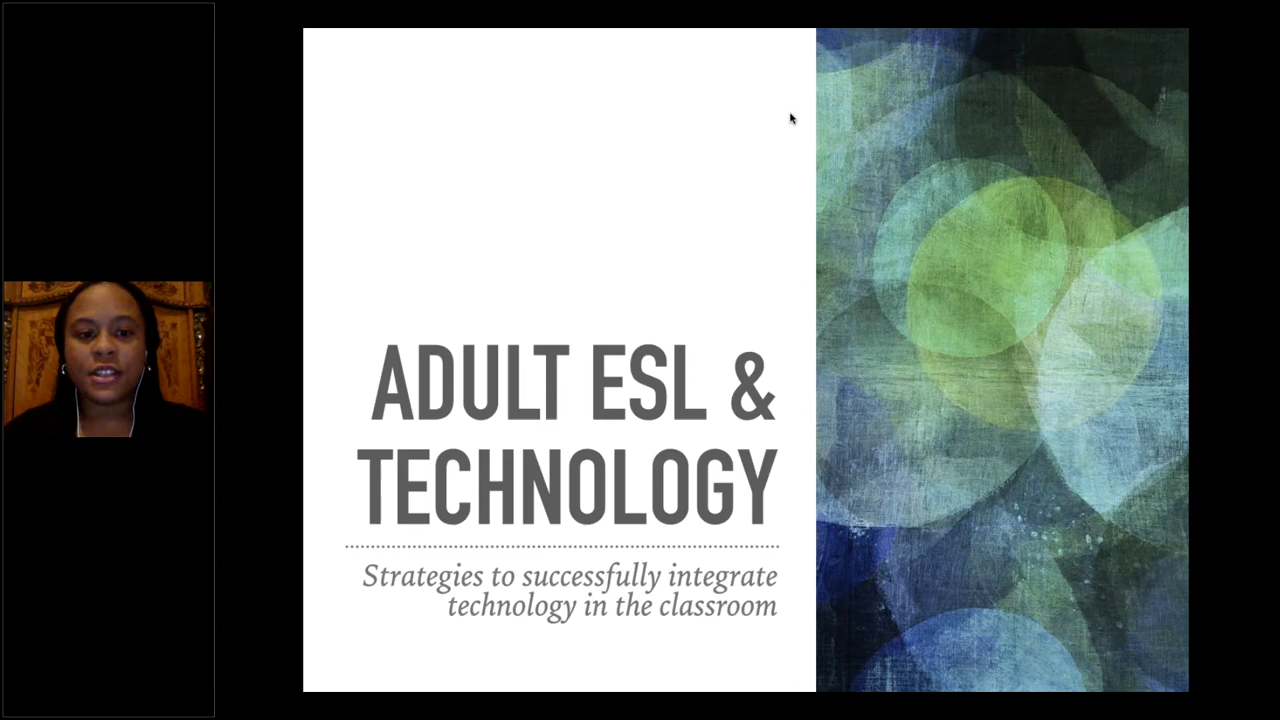 ADULT ESL &
TECHNOLOGY
Strategies to successfully integrate
technology in the classroom